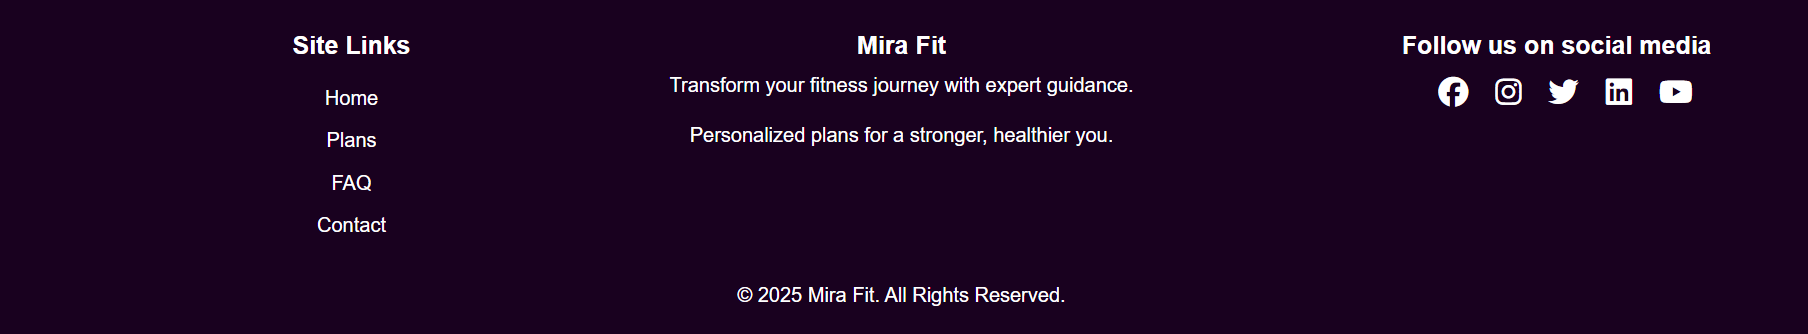 Site Links
Home
Plans
FAQ
Contact
Mira Fit
Transform your fitness journey with expert guidance.
Personalized plans for a stronger, healthier you.
Follow us on social media
© 2025 Mira Fit. All Rights Reserved.